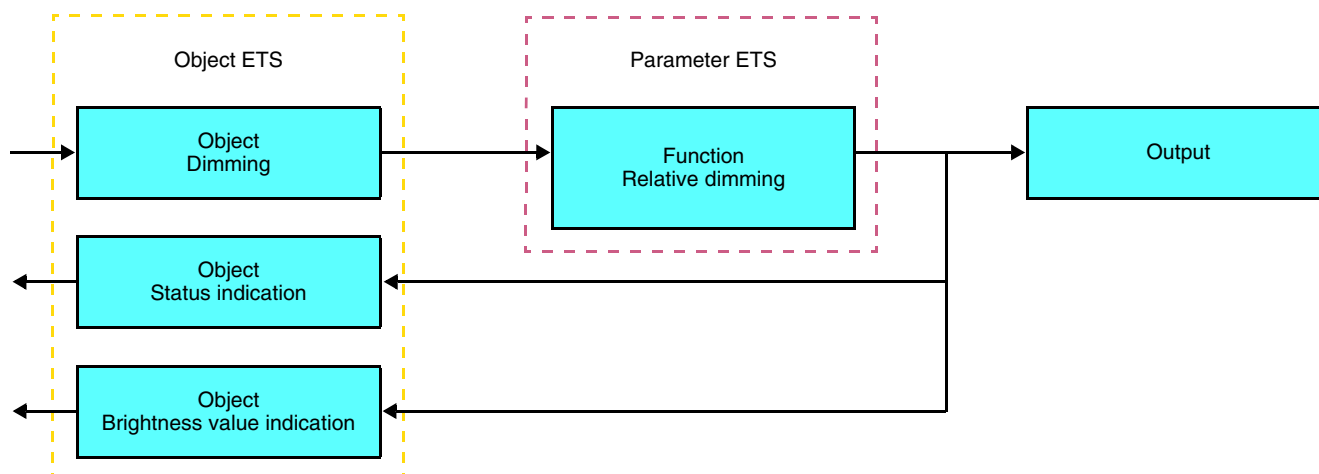 Object ETS
Parameter ETS
Object
Dimming
Function
Relative dimming
Output
Object
Status indication
Object
Brightness value indication